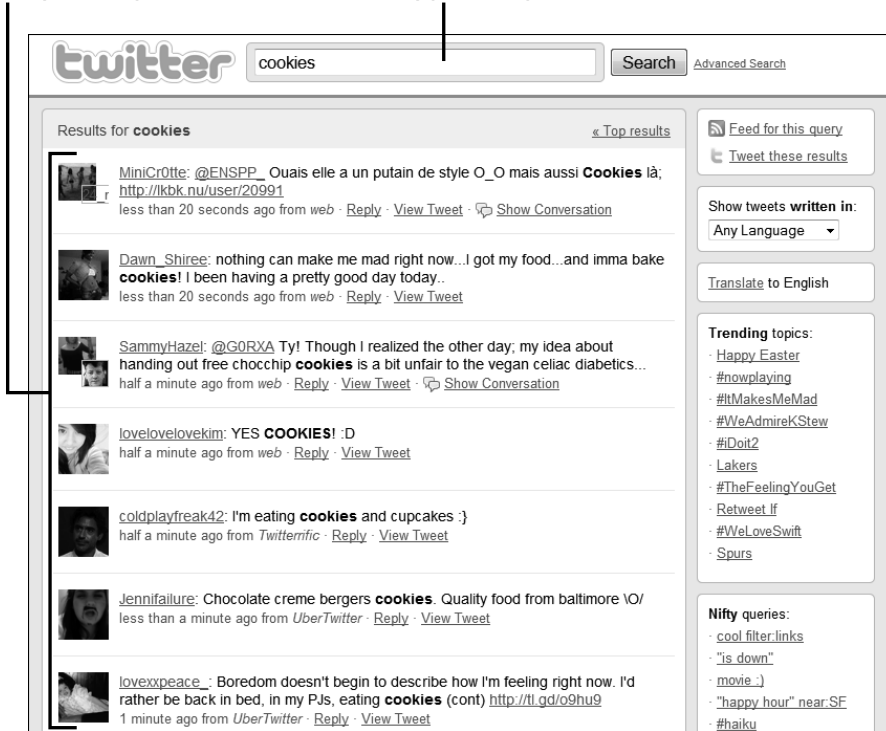 twitter
cookies
Search
Advanced Search
Results for cookies
« Top results
MiniCr0tte: @ENSPP_ Ouais elle a un putain de style O_O mais aussi Cookies là;
http://lkbk.nu/user/20991
less than 20 seconds ago from web · Reply · View Tweet · Show Conversation
Dawn_Shiree: nothing can make me mad right now...I got my food...and imma bake
cookies! I been having a pretty good day today..
less than 20 seconds ago from web · Reply · View Tweet
SammyHazel: @G0RXA Ty! Though I realized the other day; my idea about
handing out free chocchip cookies is a bit unfair to the vegan celiac diabetics...
half a minute ago from web · Reply · View Tweet · Show Conversation
lovelovelovekim: YES COOKIES! :D
half a minute ago from web · Reply · View Tweet
coldplayfreak42: I'm eating cookies and cupcakes :}
half a minute ago from Twitterrific · Reply · View Tweet
Jennifailure: Chocolate creme bergers cookies. Quality food from baltimore \O/
less than a minute ago from UberTwitter · Reply · View Tweet
lovexxpeace_: Boredom doesn't begin to describe how I'm feeling right now. I'd
rather be back in bed, in my PJs, eating cookies (cont) http://tl.gd/o9hu9
1 minute ago from UberTwitter · Reply · View Tweet
Feed for this query
Tweet these results
Show tweets written in:
Any Language
Translate to English
Trending topics:
· Happy Easter
· #nowplaying
· #ItMakesMeMad
· #WeAdmireKStew
· #iDoit2
· Lakers
· #TheFeelingYouGet
· Retweet If
· #WeLoveSwift
· Spurs
Nifty queries:
· cool filter:links
· "is down"
· movie :)
· "happy hour" near:SF
· #haiku